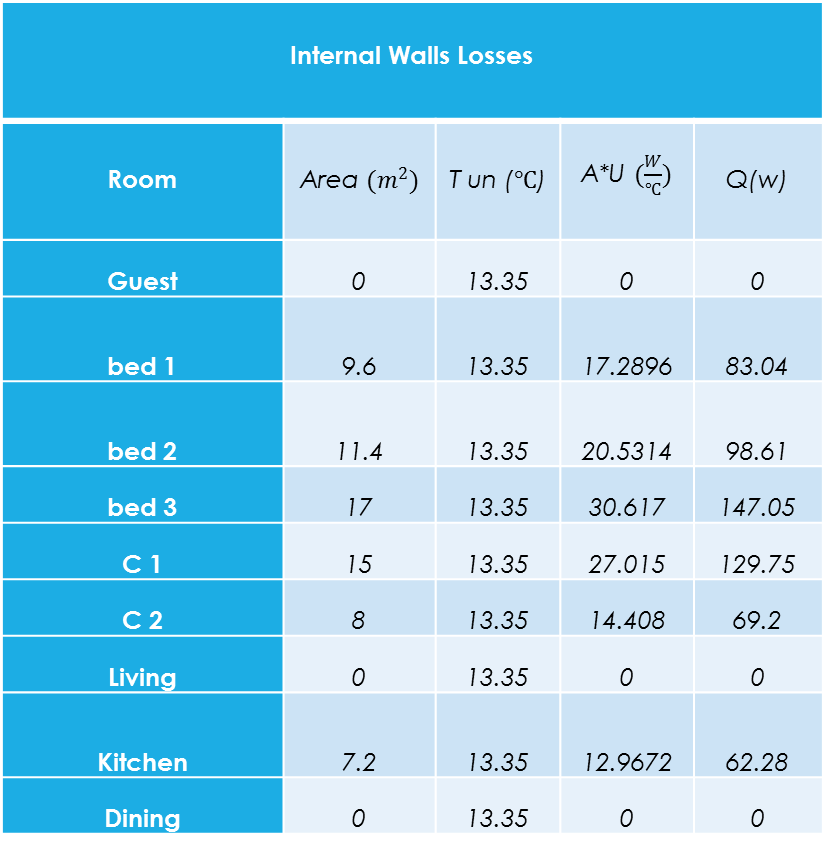 Internal Walls Losses
Room Area (m²) T un (°C) A*U (W/°C) Q(w)
Guest 0 13.35 0 0
bed 1 9.6 13.35 17.2896 83.04
bed 2 11.4 13.35 20.5314 98.61
bed 3 17 13.35 30.617 147.05
C 1 15 13.35 27.015 129.75
C 2 8 13.35 14.408 69.2
Living 0 13.35 0 0
Kitchen 7.2 13.35 12.9672 62.28
Dining 0 13.35 0 0